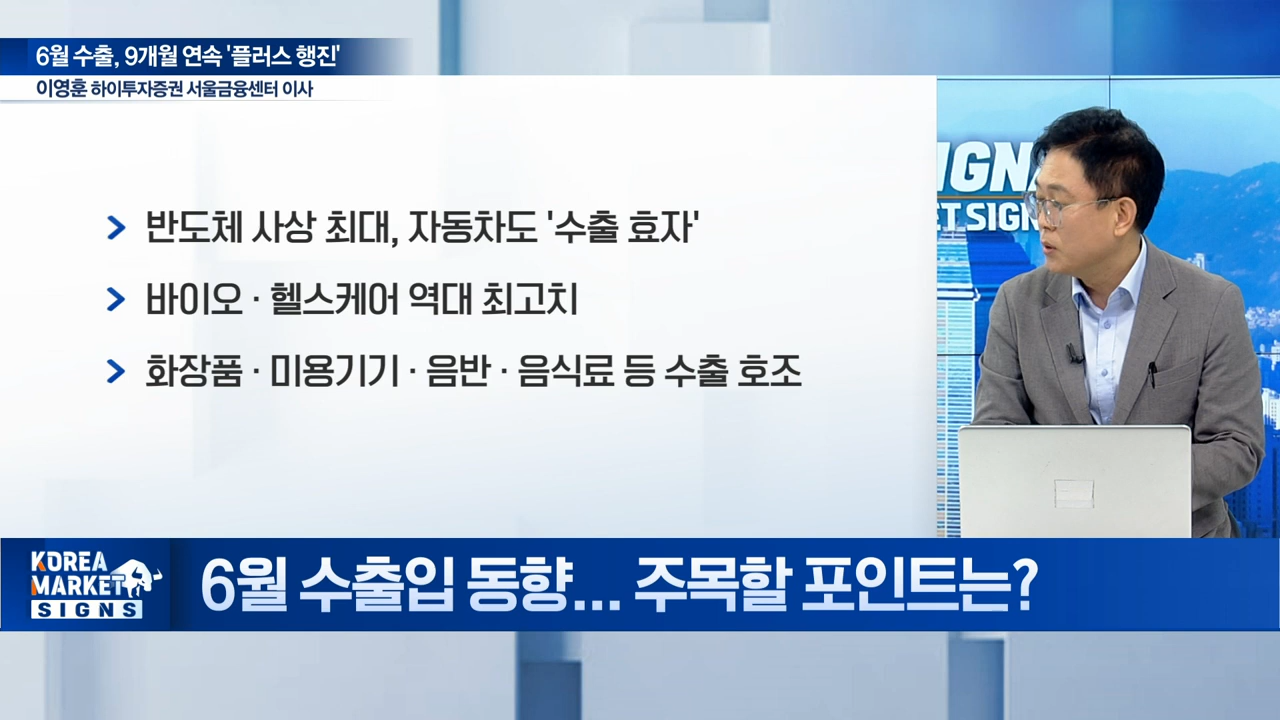 6월 수출, 9개월 연속 '플러스 행진'
이영훈 하이투자증권 서울금융센터 이사
반도체 사상 최대, 자동차도 '수출 효자'
바이오 · 헬스케어 역대 최고치
화장품 · 미용기기 · 음반 · 음식료 등 수출 호조
IGNA
ET SIGN
KOREA
MARKET
SIGNS
6월 수출입 동향... 주목할 포인트는?